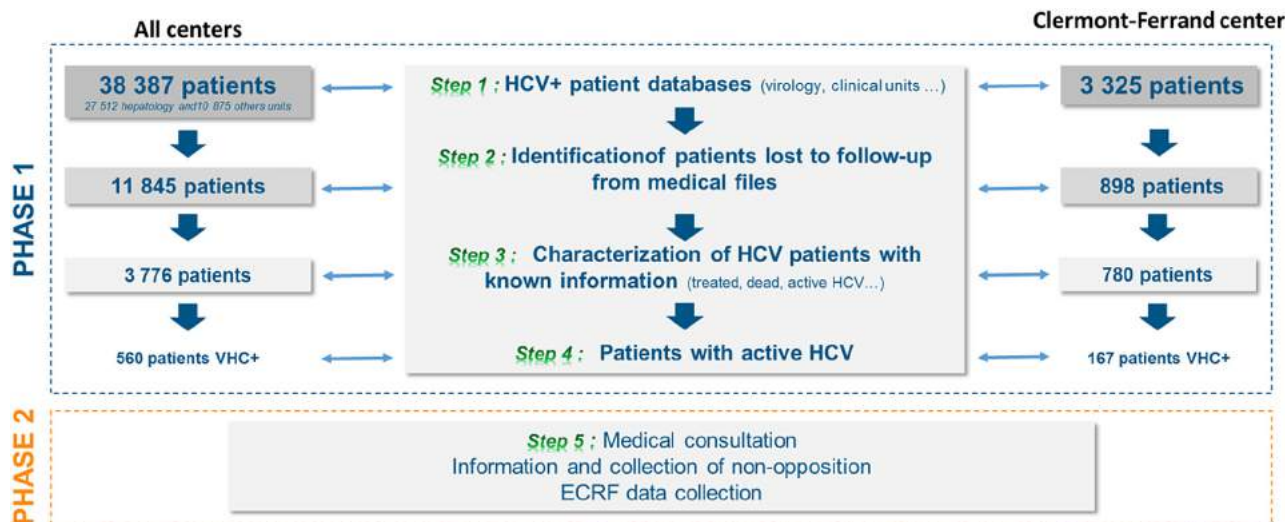 All centers
Clermont-Ferrand center
PHASE 1
38 387 patients
27 512 hepatology and10 875 others units
Step 1 : HCV+ patient databases (virology, clinical units ...)
3 325 patients
Step 2 : Identificationof patients lost to follow-up
from medical files
11 845 patients
898 patients
Step 3 : Characterization of HCV patients with
known information (treated, dead, active HCV...)
3 776 patients
780 patients
560 patients VHC+
Step 4 : Patients with active HCV
167 patients VHC+
PHASE 2
Step 5 : Medical consultation
Information and collection of non-opposition
ECRF data collection